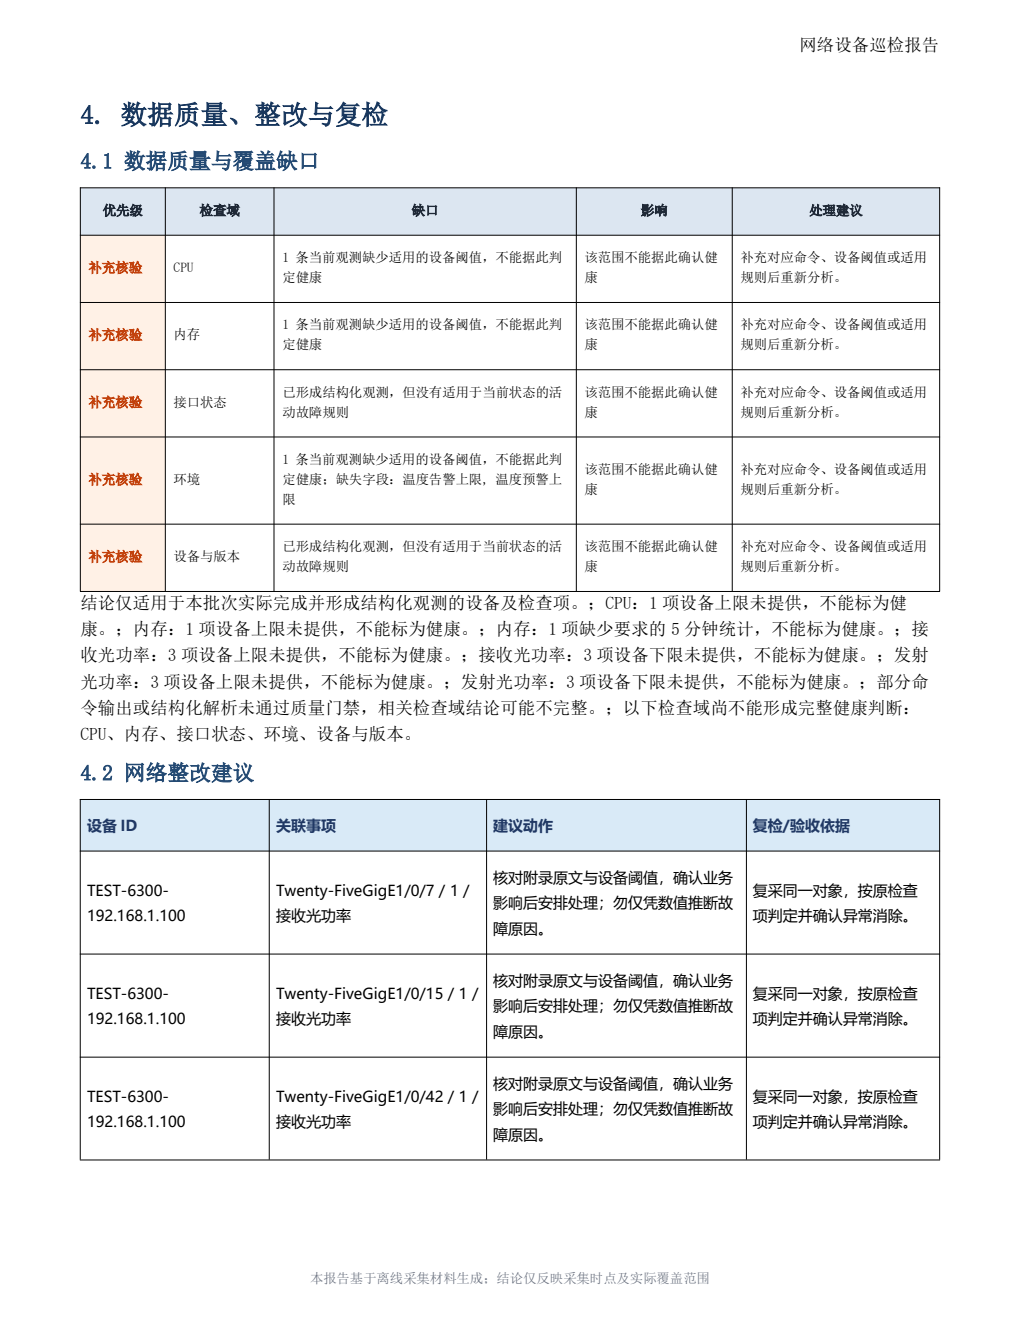 网络设备巡检报告
4. 数据质量、整改与复检
4.1 数据质量与覆盖缺口
优先级 检查域 缺口 影响 处理建议
补充核验 CPU 1 条当前观测缺少适用的设备阈值，不能据此判 该范围不能据此确认健 补充对应命令、设备阈值或适用
定健康 康 规则后重新分析。
补充核验 内存 1 条当前观测缺少适用的设备阈值，不能据此判 该范围不能据此确认健 补充对应命令、设备阈值或适用
定健康 康 规则后重新分析。
补充核验 接口状态 已形成结构化观测，但没有适用于当前状态的活 该范围不能据此确认健 补充对应命令、设备阈值或适用
动故障规则 康 规则后重新分析。
补充核验 环境 1 条当前观测缺少适用的设备阈值，不能据此判 该范围不能据此确认健 补充对应命令、设备阈值或适用
定健康；缺失字段：温度告警上限, 温度预警上 康 规则后重新分析。
限
补充核验 设备与版本 已形成结构化观测，但没有适用于当前状态的活 该范围不能据此确认健 补充对应命令、设备阈值或适用
动故障规则 康 规则后重新分析。
结论仅适用于本批次实际完成并形成结构化观测的设备及检查项。；CPU：1 项设备上限未提供，不能标为健
康。；内存：1 项设备上限未提供，不能标为健康。；内存：1 项缺少要求的 5 分钟统计，不能标为健康。；接
收光功率：3 项设备上限未提供，不能标为健康。；接收光功率：3 项设备下限未提供，不能标为健康。；发射
光功率：3 项设备上限未提供，不能标为健康。；发射光功率：3 项设备下限未提供，不能标为健康。；部分命
令输出或结构化解析未通过质量门禁，相关检查域结论可能不完整。；以下检查域尚不能形成完整健康判断：
CPU、内存、接口状态、环境、设备与版本。
4.2 网络整改建议
设备 ID 关联事项 建议动作 复检/验收依据
TEST-6300-
192.168.1.100
Twenty-FiveGigE1/0/7 / 1 /
接收光功率
核对附录原文与设备阈值，确认业务
影响后安排处理；勿仅凭数值推断故
障原因。
复采同一对象，按原检查
项判定并确认异常消除。
TEST-6300-
192.168.1.100
Twenty-FiveGigE1/0/15 / 1 /
接收光功率
核对附录原文与设备阈值，确认业务
影响后安排处理；勿仅凭数值推断故
障原因。
复采同一对象，按原检查
项判定并确认异常消除。
TEST-6300-
192.168.1.100
Twenty-FiveGigE1/0/42 / 1 /
接收光功率
核对附录原文与设备阈值，确认业务
影响后安排处理；勿仅凭数值推断故
障原因。
复采同一对象，按原检查
项判定并确认异常消除。
本报告基于离线采集材料生成；结论仅反映采集时点及实际覆盖范围